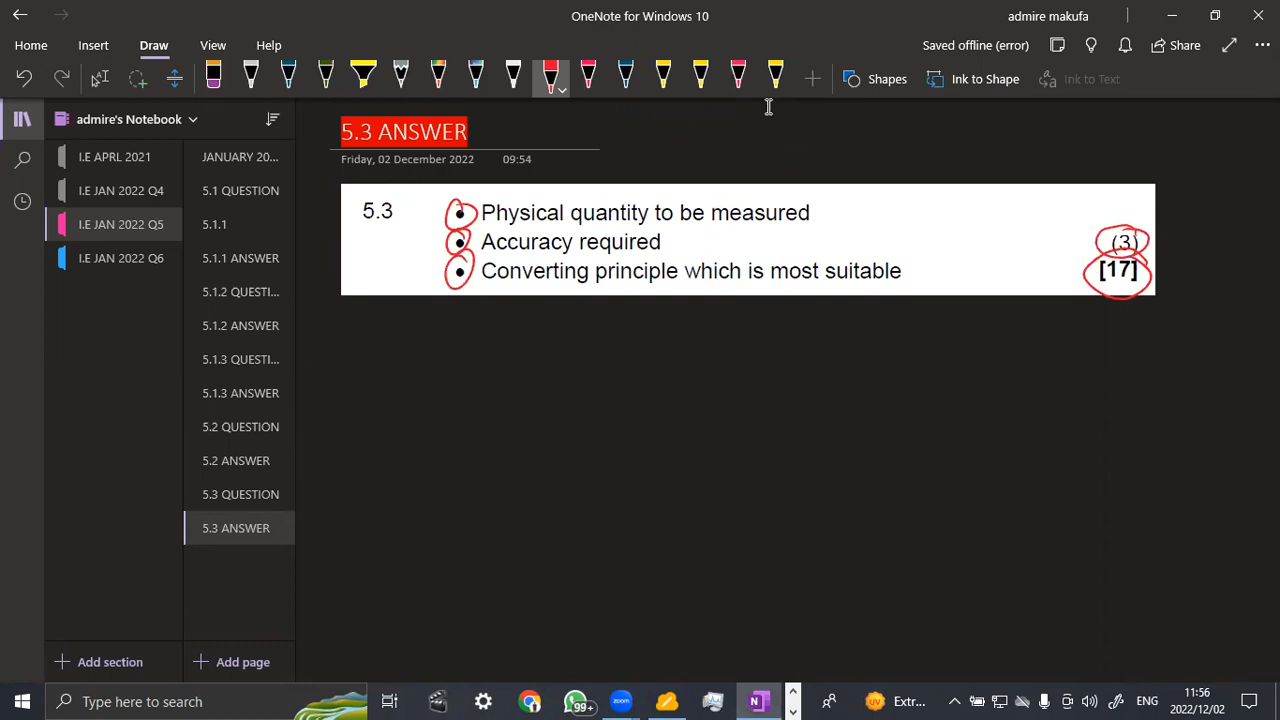 OneNote for Windows 10
admire makufa
Home
Insert
Draw
View
Help
Saved offline (error)
Share
Shapes
Ink to Shape
Ink to Text
admire's Notebook
I.E APRL 2021
I.E JAN 2022 Q4
I.E JAN 2022 Q5
I.E JAN 2022 Q6
JANUARY 20...
5.1 QUESTION
5.1.1
5.1.1 ANSWER
5.1.2 QUESTI...
5.1.2 ANSWER
5.1.3 QUESTI...
5.1.3 ANSWER
5.2 QUESTION
5.2 ANSWER
5.3 QUESTION
5.3 ANSWER
Add section
Add page
5.3 ANSWER
Friday, 02 December 2022 09:54
5.3 • Physical quantity to be measured
• Accuracy required (3)
• Converting principle which is most suitable [17]
Type here to search
99+
zoom
UV
Extr...
ENG
11:56
2022/12/02